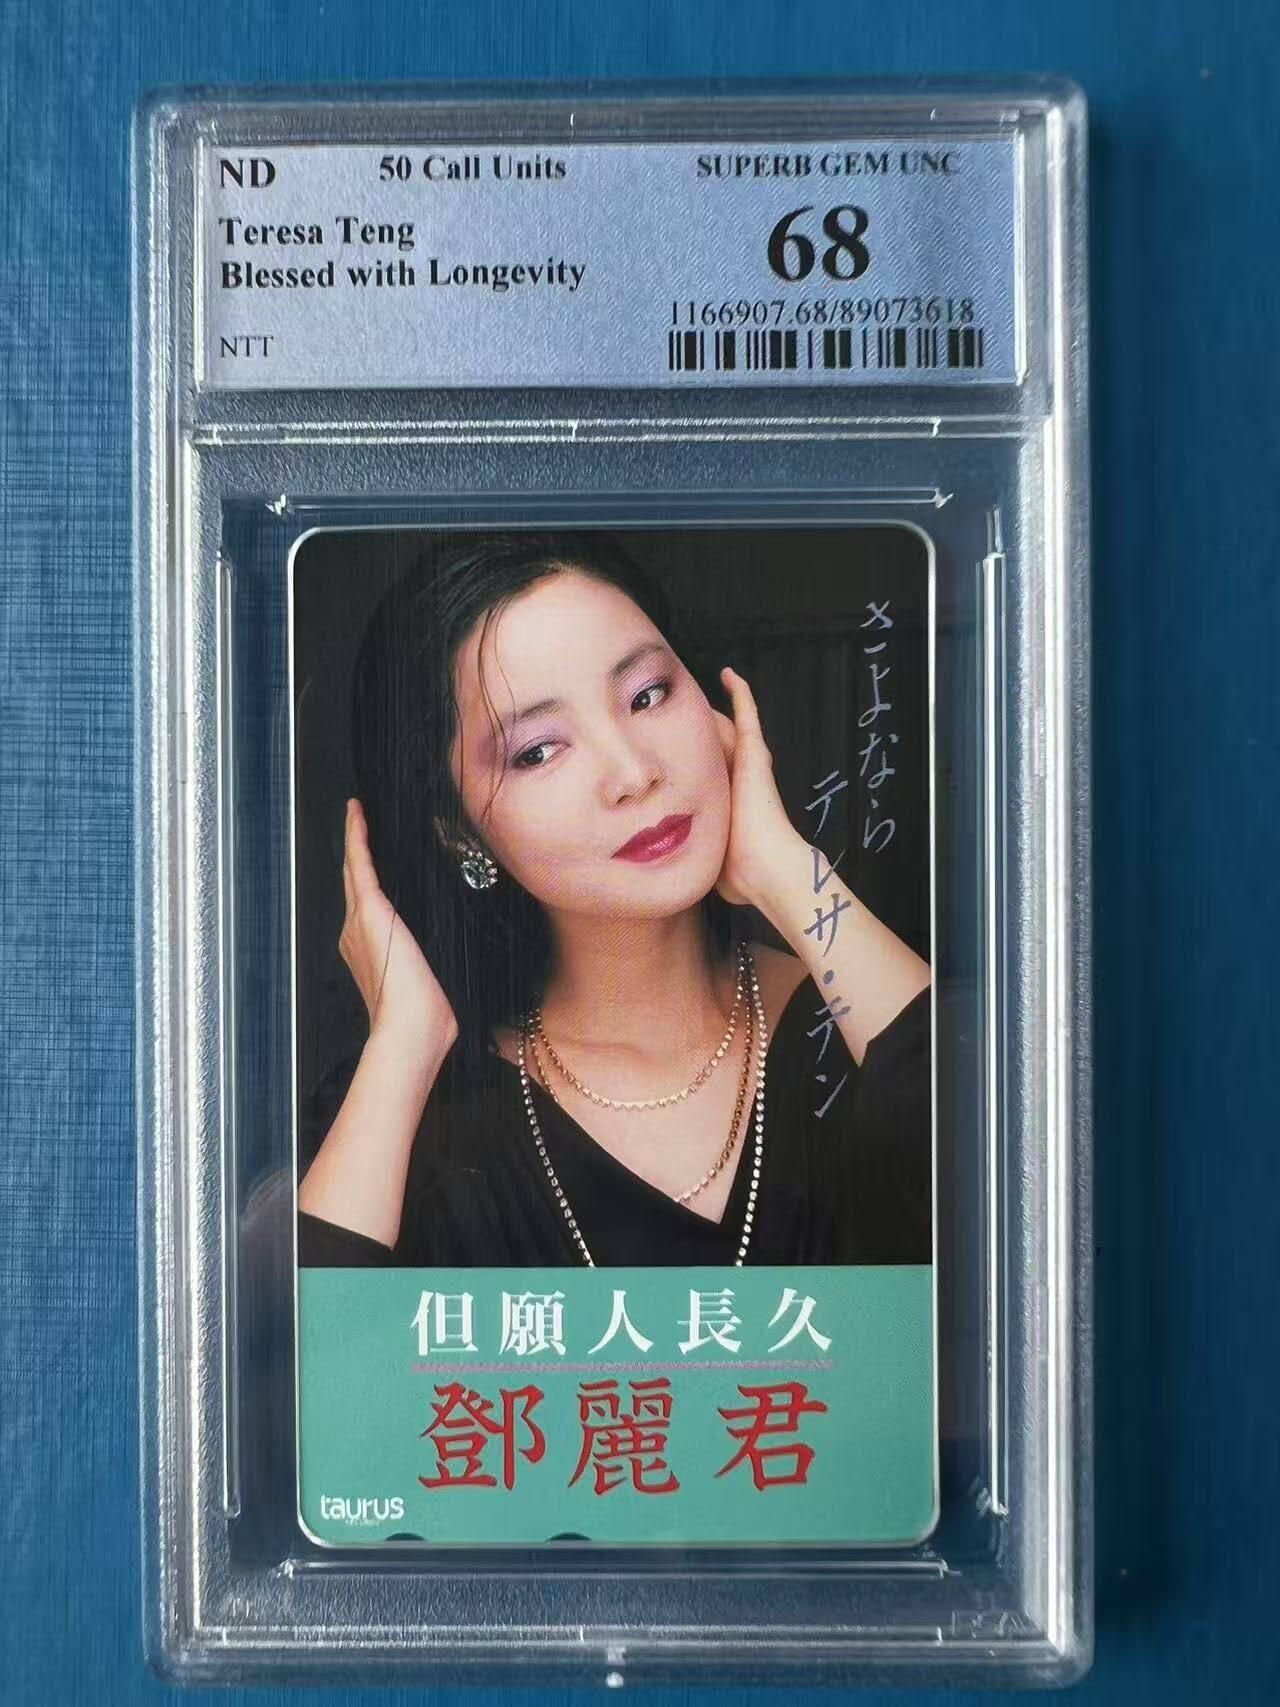 ND
50 Call Units
SUPERB GEM UNC
Teresa Teng
68
Blessed with Longevity
NTT
1166907.68/89073618
さよなら
テレサ・テン
但願人長久
鄧麗君
taurus